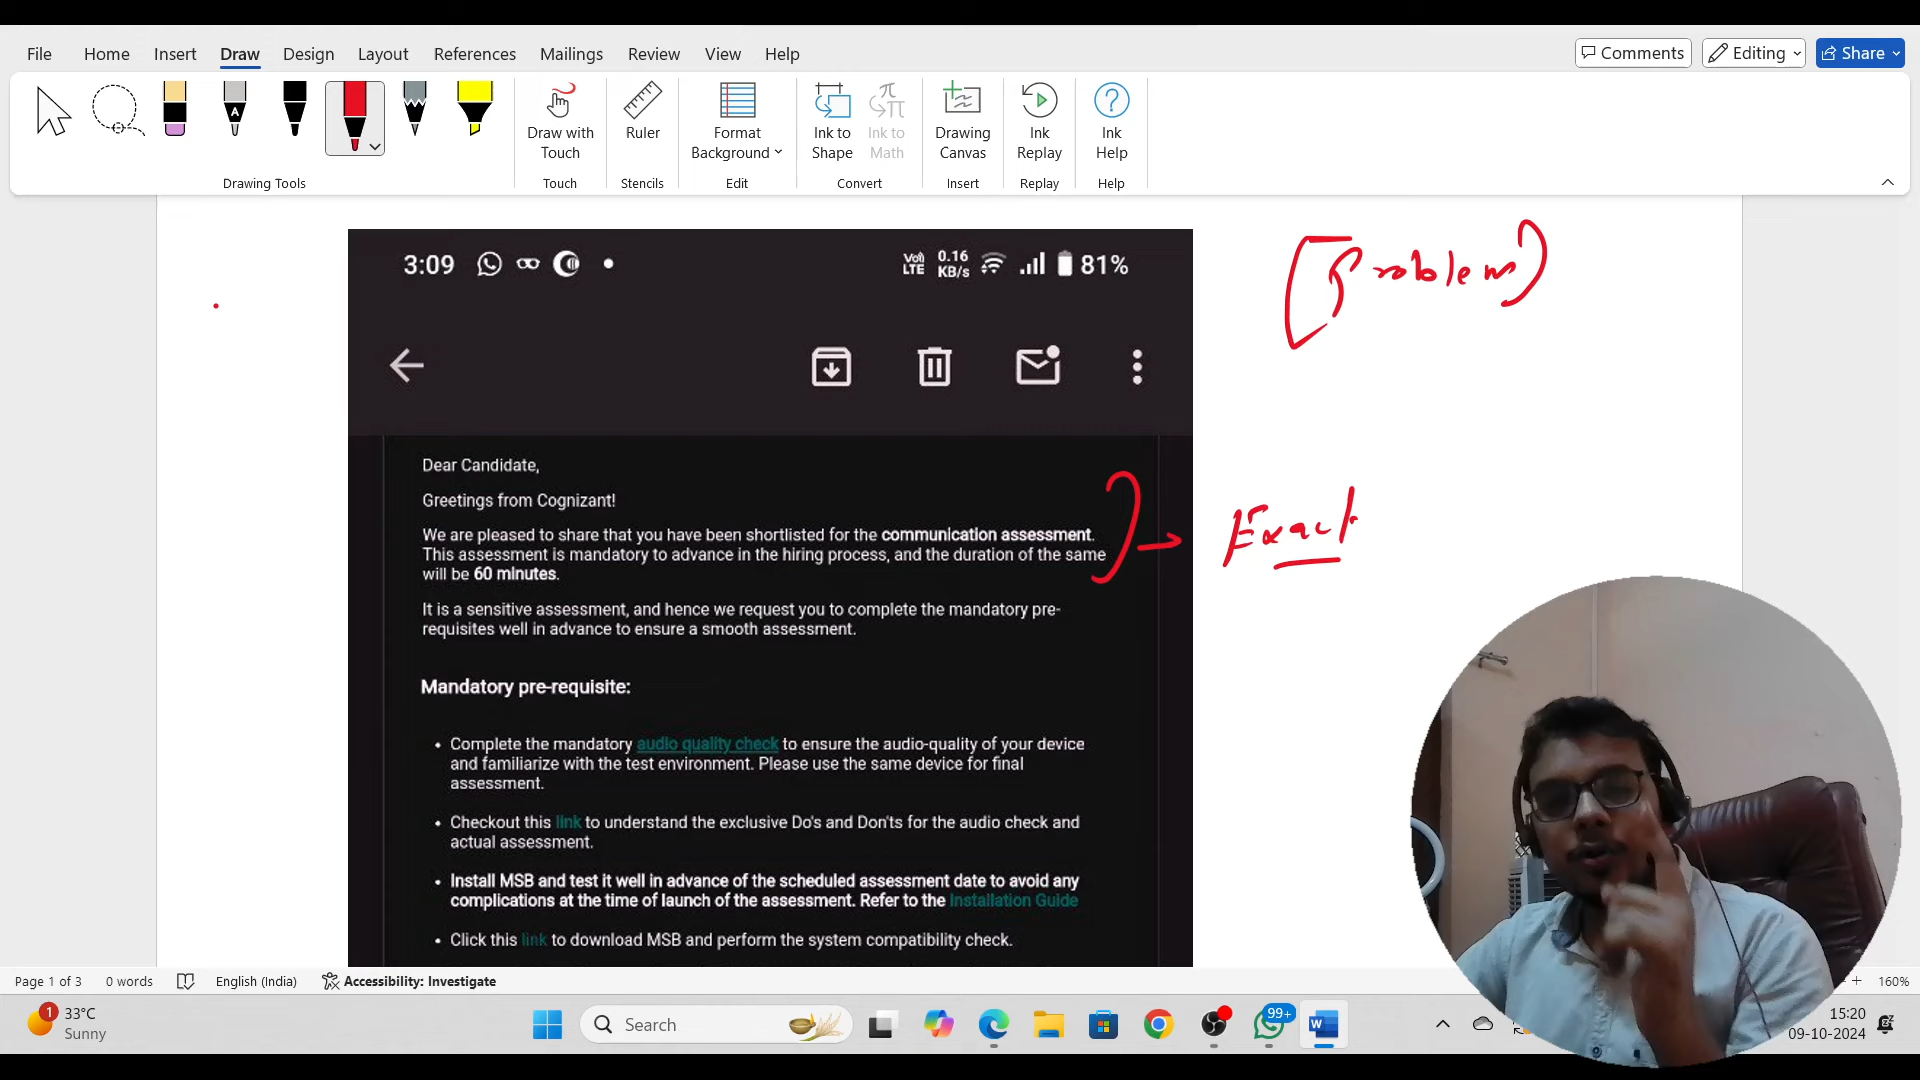 File Home Insert Draw Design Layout References Mailings Review View Help
Comments Editing Share
A
Draw with Touch
Ruler
Format Background
Ink to Shape
Ink to Math
Drawing Canvas
Ink Replay
Ink Help
Drawing Tools Touch Stencils Edit Convert Insert Replay Help
3:09 Vo) LTE 0.16 KB/s 81%
Problem
Dear Candidate,
Greetings from Cognizant!
We are pleased to share that you have been shortlisted for the communication assessment.
This assessment is mandatory to advance in the hiring process, and the duration of the same
will be 60 minutes.
Exact
It is a sensitive assessment, and hence we request you to complete the mandatory pre-
requisites well in advance to ensure a smooth assessment.
Mandatory pre-requisite:
• Complete the mandatory audio quality check to ensure the audio-quality of your device
and familiarize with the test environment. Please use the same device for final
assessment.
• Checkout this link to understand the exclusive Do's and Don'ts for the audio check and
actual assessment.
• Install MSB and test it well in advance of the scheduled assessment date to avoid any
complications at the time of launch of the assessment. Refer to the Installation Guide
• Click this link to download MSB and perform the system compatibility check.
Page 1 of 3 0 words English (India) Accessibility: Investigate 160%
1 33°C
Sunny
Search
99+
15:20
09-10-2024